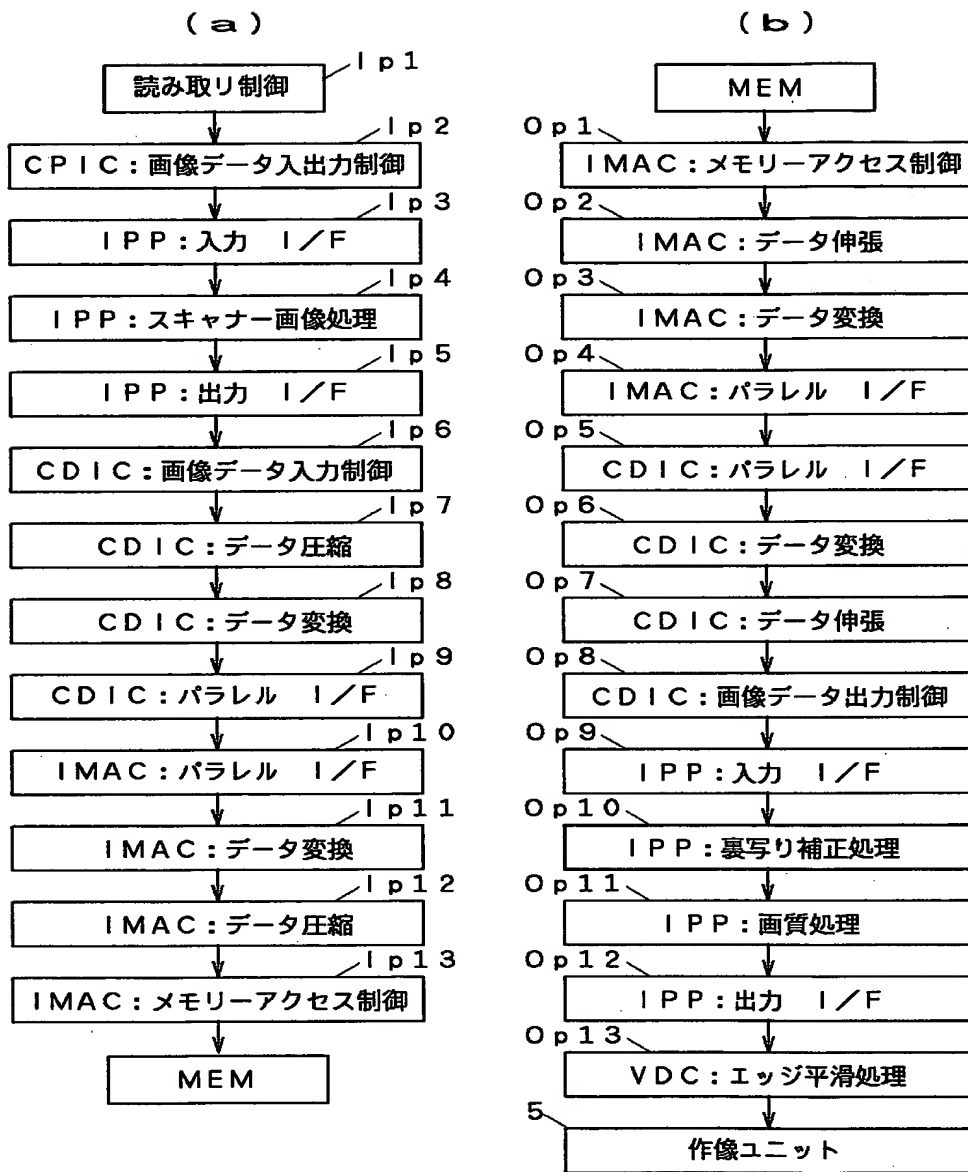 (a)
Ip1
読み取り制御
Ip2
CPIC:画像データ入出力制御
Ip3
IPP:入力 I/F
Ip4
IPP:スキャナー画像処理
Ip5
IPP:出力 I/F
Ip6
CDIC:画像データ入力制御
Ip7
CDIC:データ圧縮
Ip8
CDIC:データ変換
Ip9
CDIC:パラレル I/F
Ip10
IMAC:パラレル I/F
Ip11
IMAC:データ変換
Ip12
IMAC:データ圧縮
Ip13
IMAC:メモリーアクセス制御
MEM
(b)
MEM
Op1
IMAC:メモリーアクセス制御
Op2
IMAC:データ伸張
Op3
IMAC:データ変換
Op4
IMAC:パラレル I/F
Op5
CDIC:パラレル I/F
Op6
CDIC:データ変換
Op7
CDIC:データ伸張
Op8
CDIC:画像データ出力制御
Op9
IPP:入力 I/F
Op10
IPP:裏写り補正処理
Op11
IPP:画質処理
Op12
IPP:出力 I/F
Op13
VDC:エッジ平滑処理
5
作像ユニット